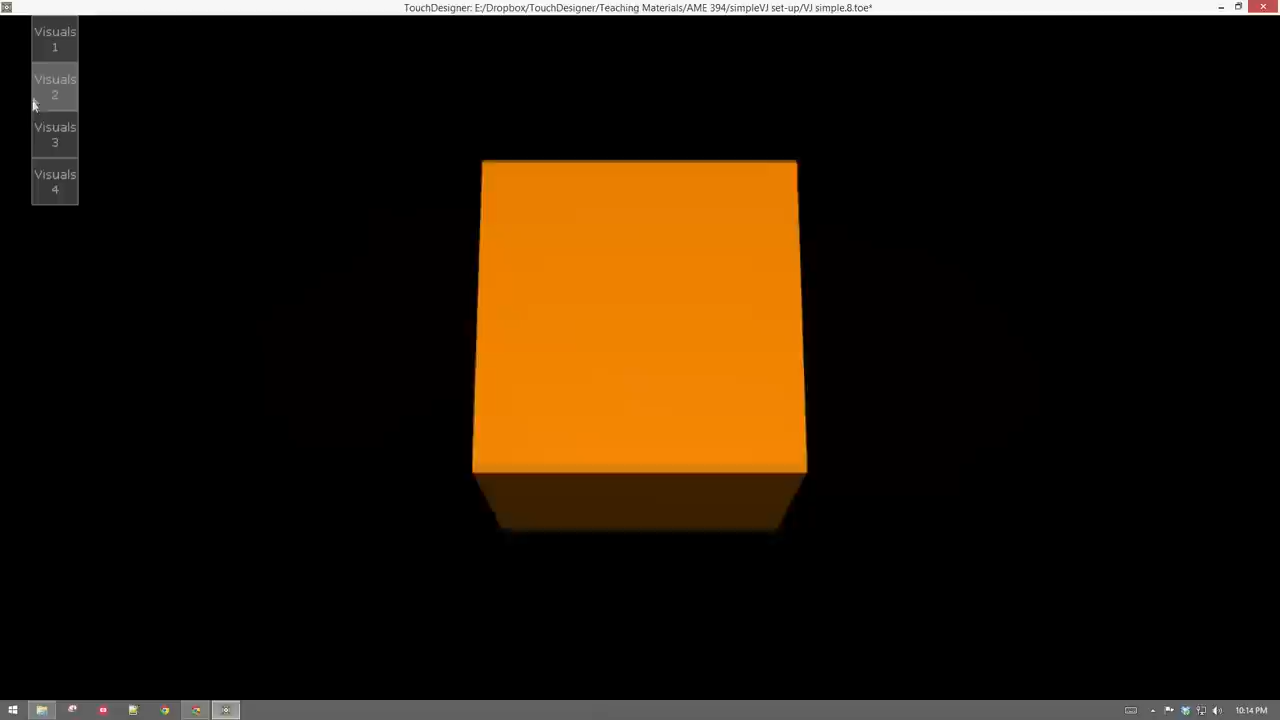 TouchDesigner: E:/Dropbox/TouchDesigner/Teaching Materials/AME 394/simpleVJ set-up/VJ simple.8.toe*
Visuals
1
Visuals
2
Visuals
3
Visuals
4
10:14 PM